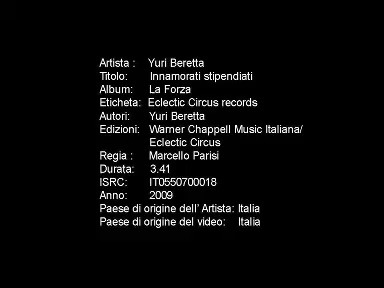 Artista : Yuri Beretta
Titolo: Innamorati stipendiati
Album: La Forza
Eticheta: Eclectic Circus records
Autori: Yuri Beretta
Edizioni: Warner Chappell Music Italiana/
Eclectic Circus
Regia : Marcello Parisi
Durata: 3.41
ISRC: IT0550700018
Anno: 2009
Paese di origine dell' Artista: Italia
Paese di origine del video: Italia